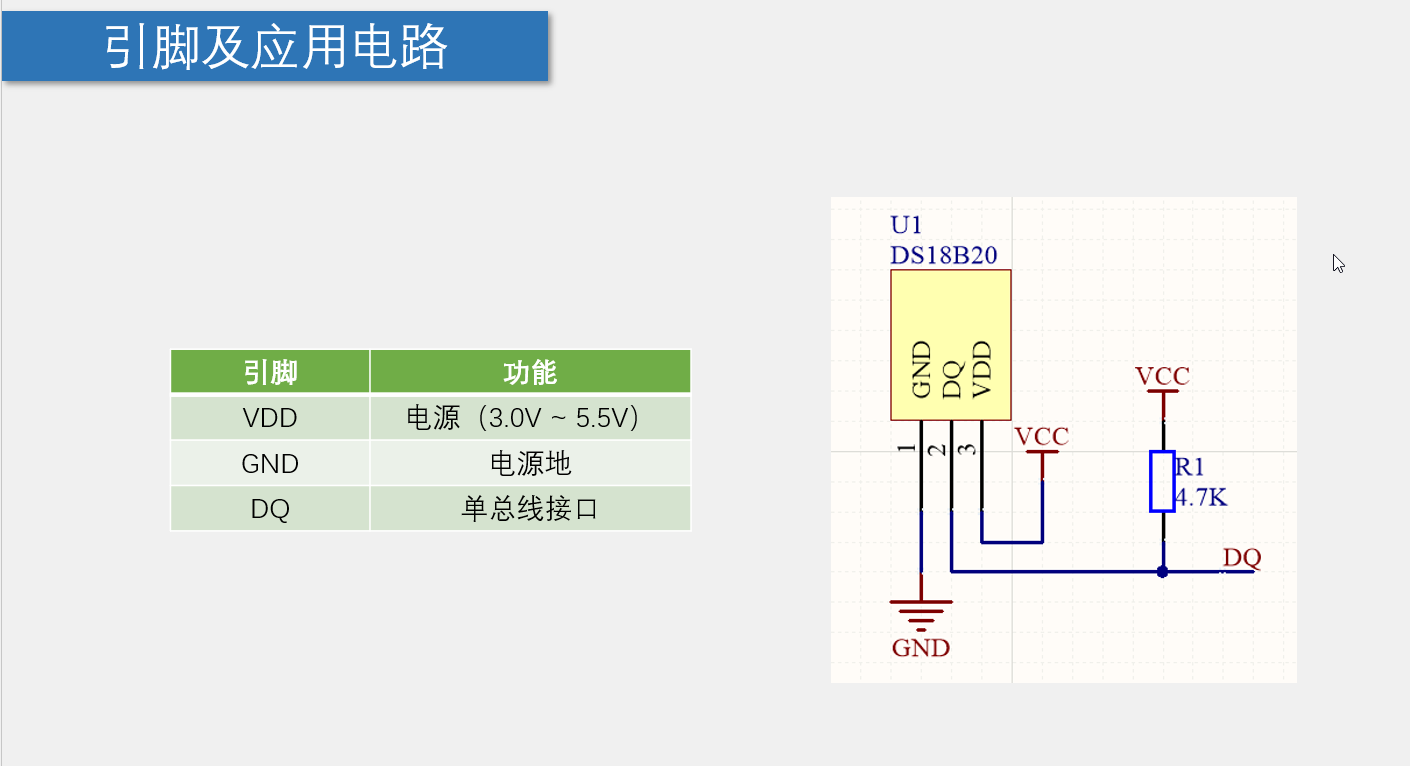 引脚及应用电路
引脚 功能
VDD 电源（3.0V ~ 5.5V）
GND 电源地
DQ 单总线接口
U1
DS18B20
GND
DQ
VDD
1
2
3
VCC
VCC
R1
4.7K
DQ
GND